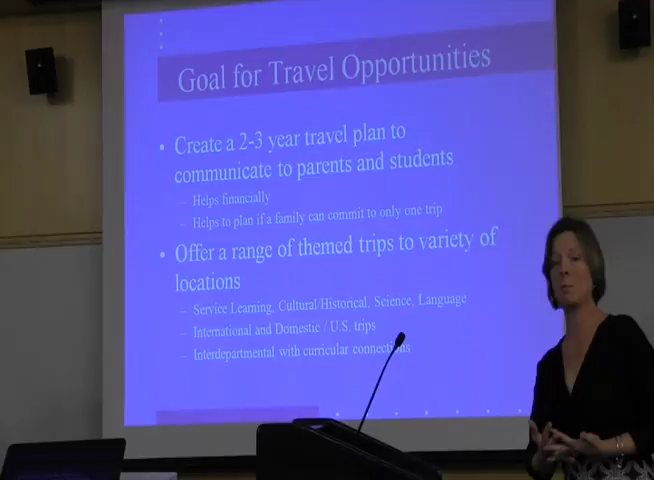 Goal for Travel Opportunities
• Create a 2-3 year travel plan to
communicate to parents and students
– Helps financially
– Helps to plan if a family can commit to only one trip
• Offer a range of themed trips to variety of
locations
– Service Learning, Cultural/Historical, Science, Language
– International and Domestic / U.S. trips
– Interdepartmental with curricular connections